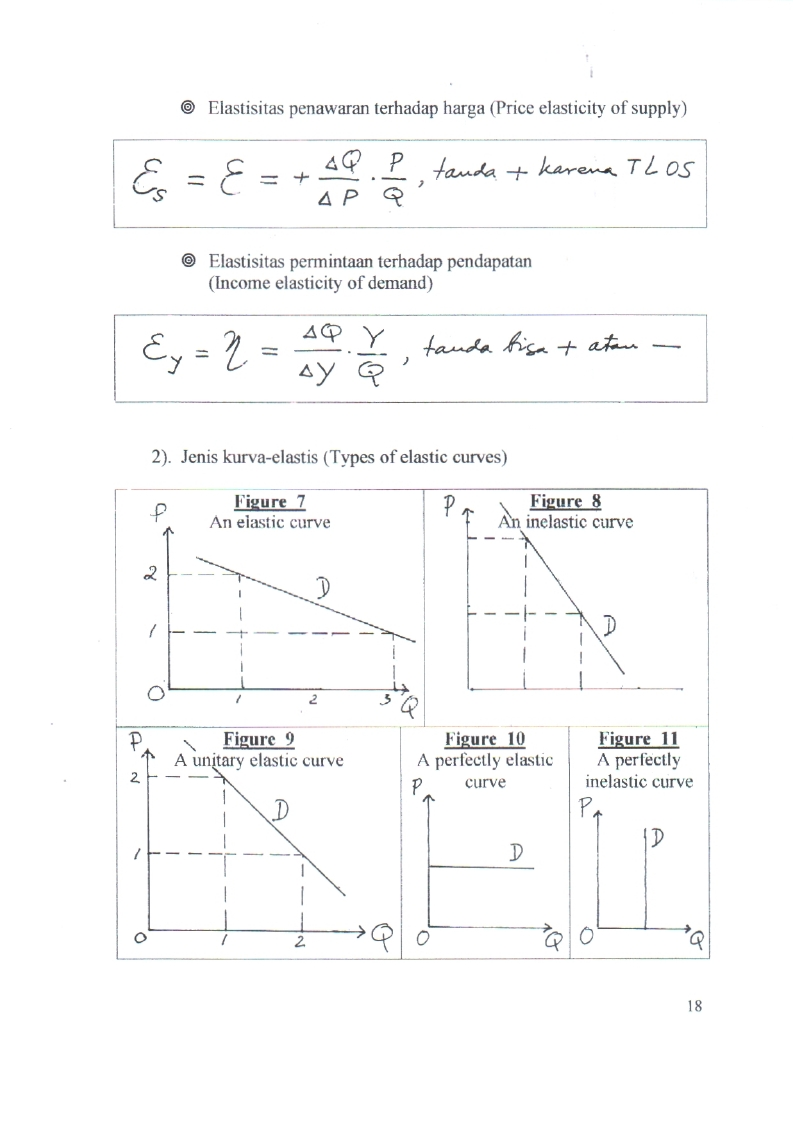 ◎ Elastisitas penawaran terhadap harga (Price elasticity of supply)
Ɛs = Ɛ = + ΔQ/ΔP . P/Q , tanda + karena TLOS
◎ Elastisitas permintaan terhadap pendapatan
(Income elasticity of demand)
Ɛy = η = ΔQ/Δy . Y/Q , tanda bisa + atau —
2). Jenis kurva-elastis (Types of elastic curves)
Figure 7
An elastic curve
P
2
D
1
O
1 2 3 Q
Figure 8
An inelastic curve
P
D
Figure 9
A unitary elastic curve
P
2
D
1
O
1 2 Q
Figure 10
A perfectly elastic
curve
P
D
O Q
Figure 11
A perfectly
inelastic curve
P
D
O Q
18